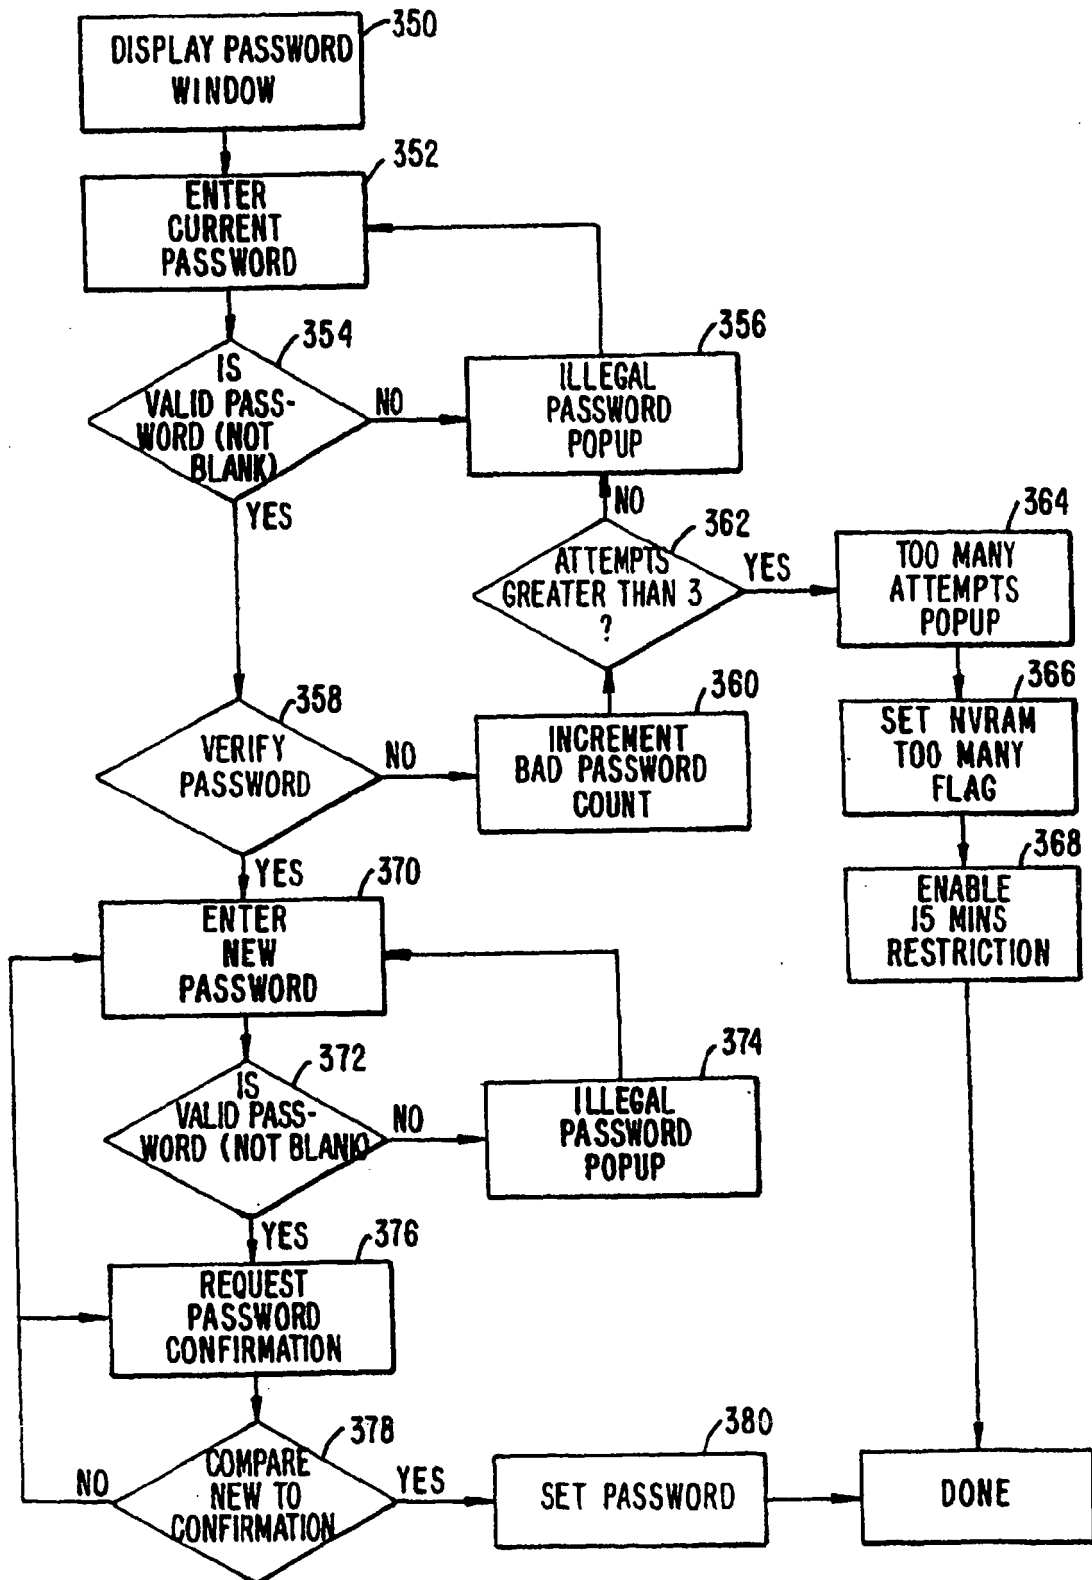 350
DISPLAY PASSWORD
WINDOW
352
ENTER
CURRENT
PASSWORD
354
IS
VALID PASS-
WORD (NOT
BLANK)
NO
YES
356
ILLEGAL
PASSWORD
POPUP
NO
362
ATTEMPTS
GREATER THAN 3
?
YES
364
TOO MANY
ATTEMPTS
POPUP
366
SET NVRAM
TOO MANY
FLAG
358
VERIFY
PASSWORD
NO
YES
360
INCREMENT
BAD PASSWORD
COUNT
368
ENABLE
15 MINS
RESTRICTION
370
ENTER
NEW
PASSWORD
372
IS
VALID PASS-
WORD (NOT BLANK)
NO
YES
374
ILLEGAL
PASSWORD
POPUP
376
REQUEST
PASSWORD
CONFIRMATION
378
COMPARE
NEW TO
CONFIRMATION
NO
YES
380
SET PASSWORD
DONE